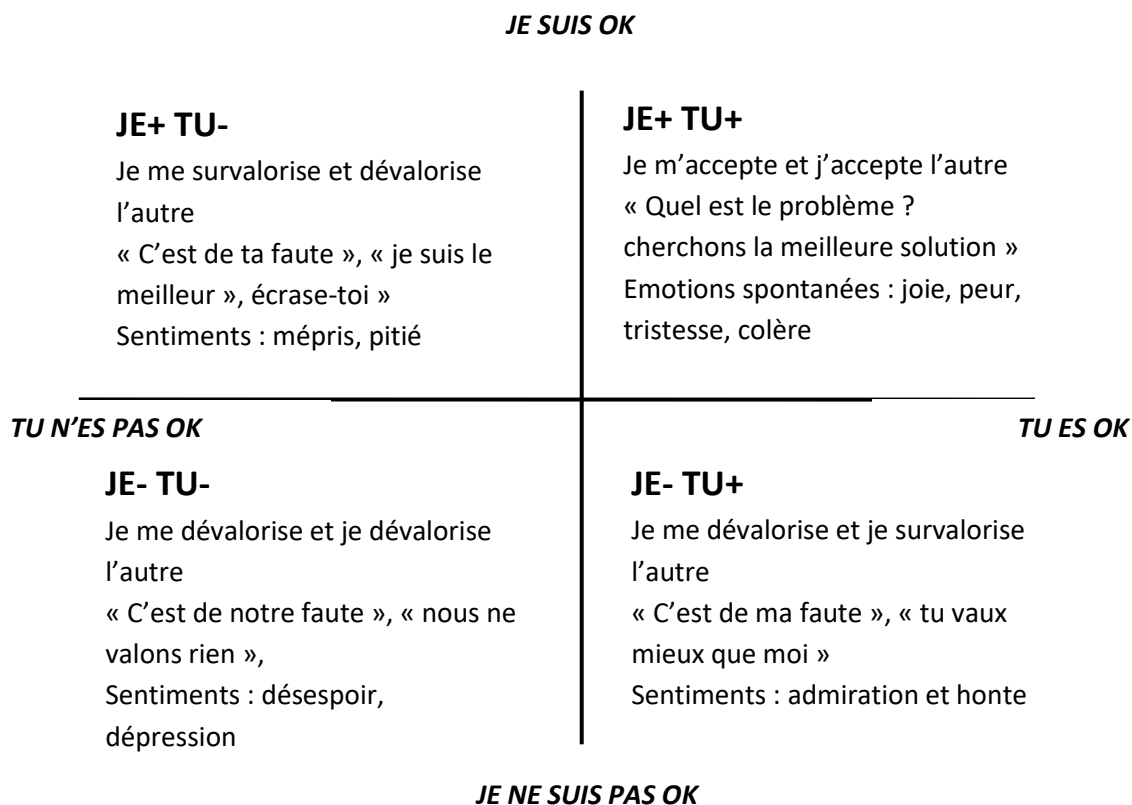 JE SUIS OK
JE+ TU-
Je me survalorise et dévalorise
l’autre
« C’est de ta faute », « je suis le
meilleur », écrase-toi »
Sentiments : mépris, pitié
JE+ TU+
Je m’accepte et j’accepte l’autre
« Quel est le problème ?
cherchons la meilleure solution »
Emotions spontanées : joie, peur,
tristesse, colère
TU N’ES PAS OK
TU ES OK
JE- TU-
Je me dévalorise et je dévalorise
l’autre
« C’est de notre faute », « nous ne
valons rien »,
Sentiments : désespoir,
dépression
JE- TU+
Je me dévalorise et je survalorise
l’autre
« C’est de ma faute », « tu vaux
mieux que moi »
Sentiments : admiration et honte
JE NE SUIS PAS OK